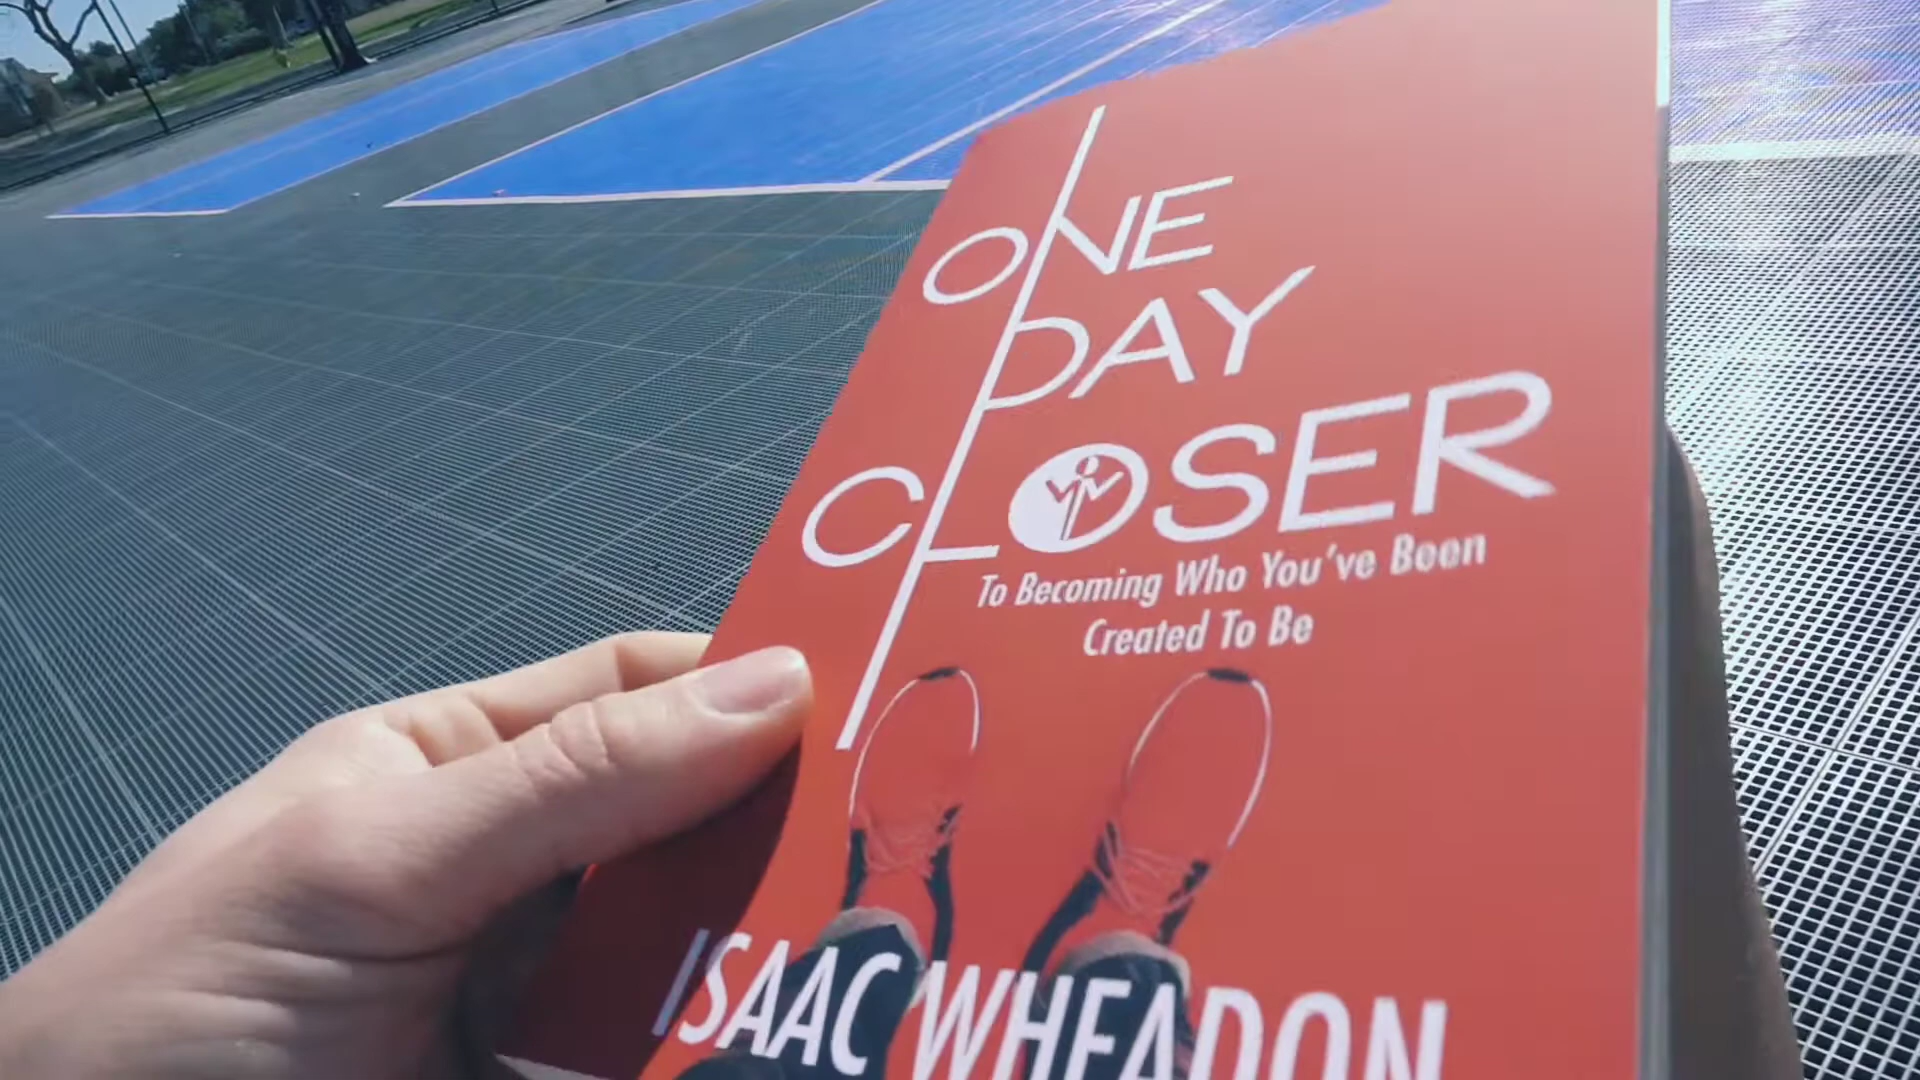 ONE
DAY
CLOSER
To Becoming Who You've Been
Created To Be
ISAAC WHEADON